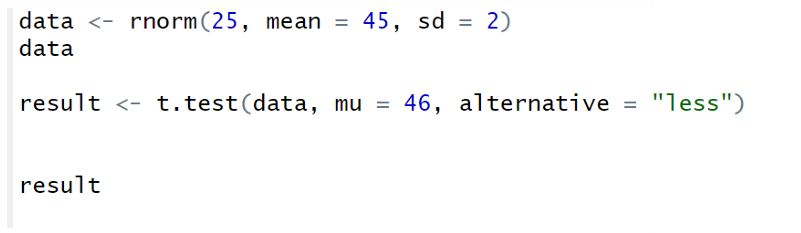 data <- rnorm(25, mean = 45, sd = 2)
data
result <- t.test(data, mu = 46, alternative = "less")
result